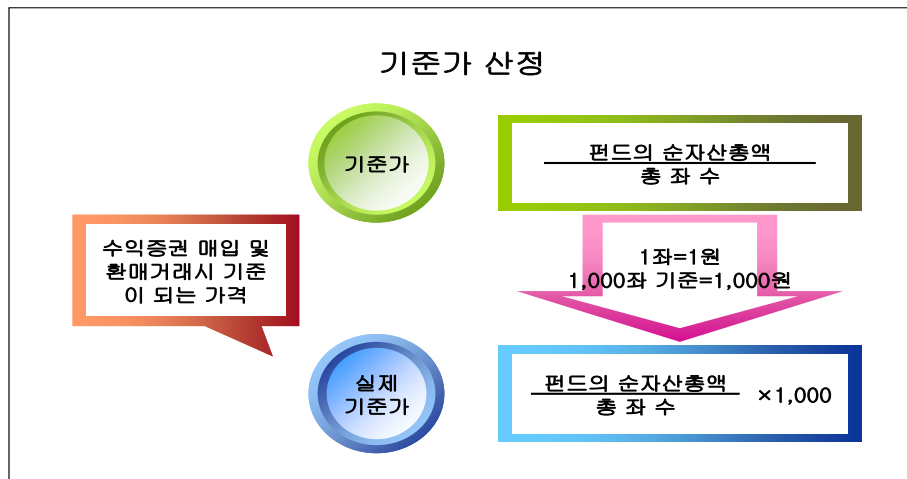 기준가 산정
기준가
펀드의 순자산총액
총 좌 수
수익증권 매입 및
환매거래시 기준
이 되는 가격
1좌=1원
1,000좌 기준=1,000원
실제
기준가
펀드의 순자산총액
총 좌 수
×1,000